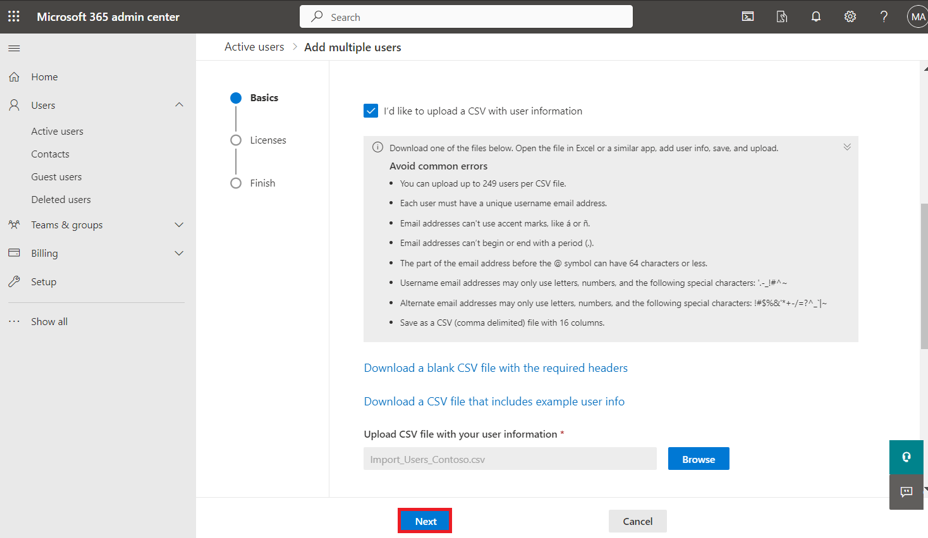 Microsoft 365 admin center
Search
MA
Active users > Add multiple users
Home
Users
Active users
Contacts
Guest users
Deleted users
Teams & groups
Billing
Setup
Show all
Basics
Licenses
Finish
I'd like to upload a CSV with user information
Download one of the files below. Open the file in Excel or a similar app, add user info, save, and upload.
Avoid common errors
• You can upload up to 249 users per CSV file.
• Each user must have a unique username email address.
• Email addresses can't use accent marks, like á or ñ.
• Email addresses can't begin or end with a period (.).
• The part of the email address before the @ symbol can have 64 characters or less.
• Username email addresses may only use letters, numbers, and the following special characters: '.-_!#^~
• Alternate email addresses may only use letters, numbers, and the following special characters: !#$%&'*+-/=?^_`|~
• Save as a CSV (comma delimited) file with 16 columns.
Download a blank CSV file with the required headers
Download a CSV file that includes example user info
Upload CSV file with your user information *
Import_Users_Contoso.csv
Browse
Next
Cancel